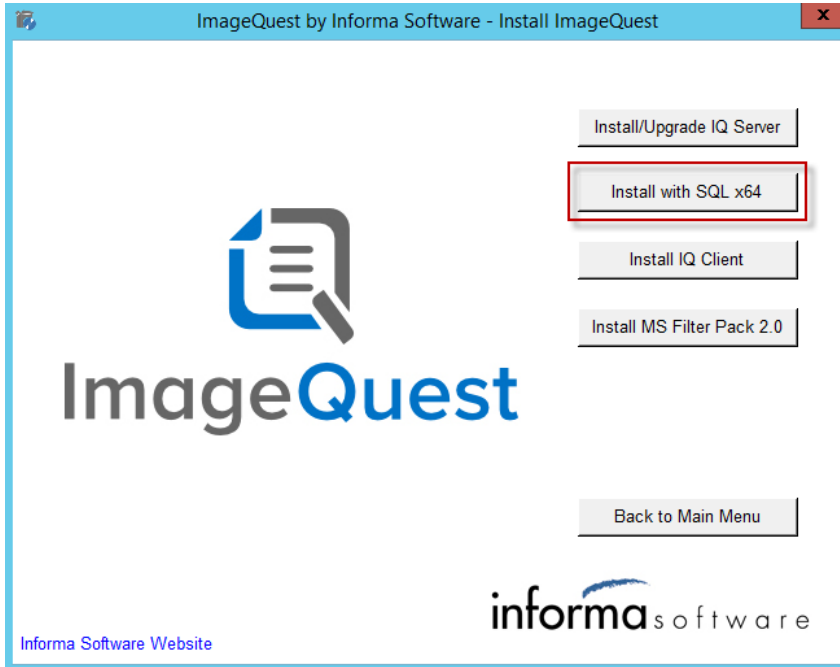 ImageQuest by Informa Software - Install ImageQuest
x
Install/Upgrade IQ Server
Install with SQL x64
Install IQ Client
Install MS Filter Pack 2.0
ImageQuest
Back to Main Menu
informasoftware
Informa Software Website